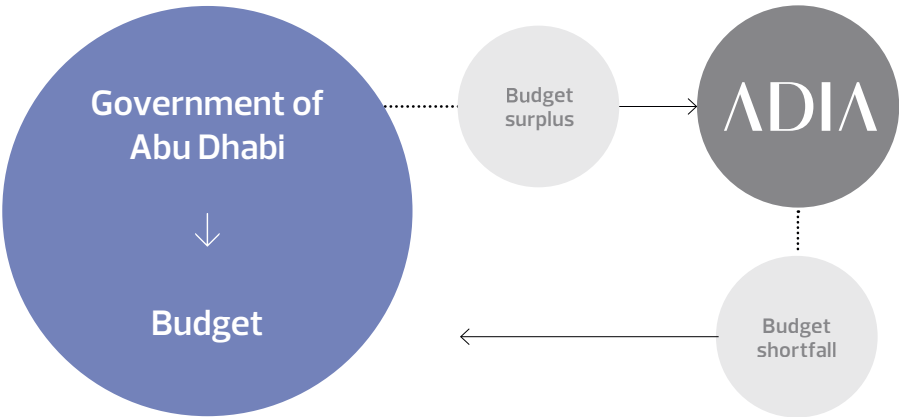 Government of
Abu Dhabi
Budget
Budget
surplus
ADIA
Budget
shortfall